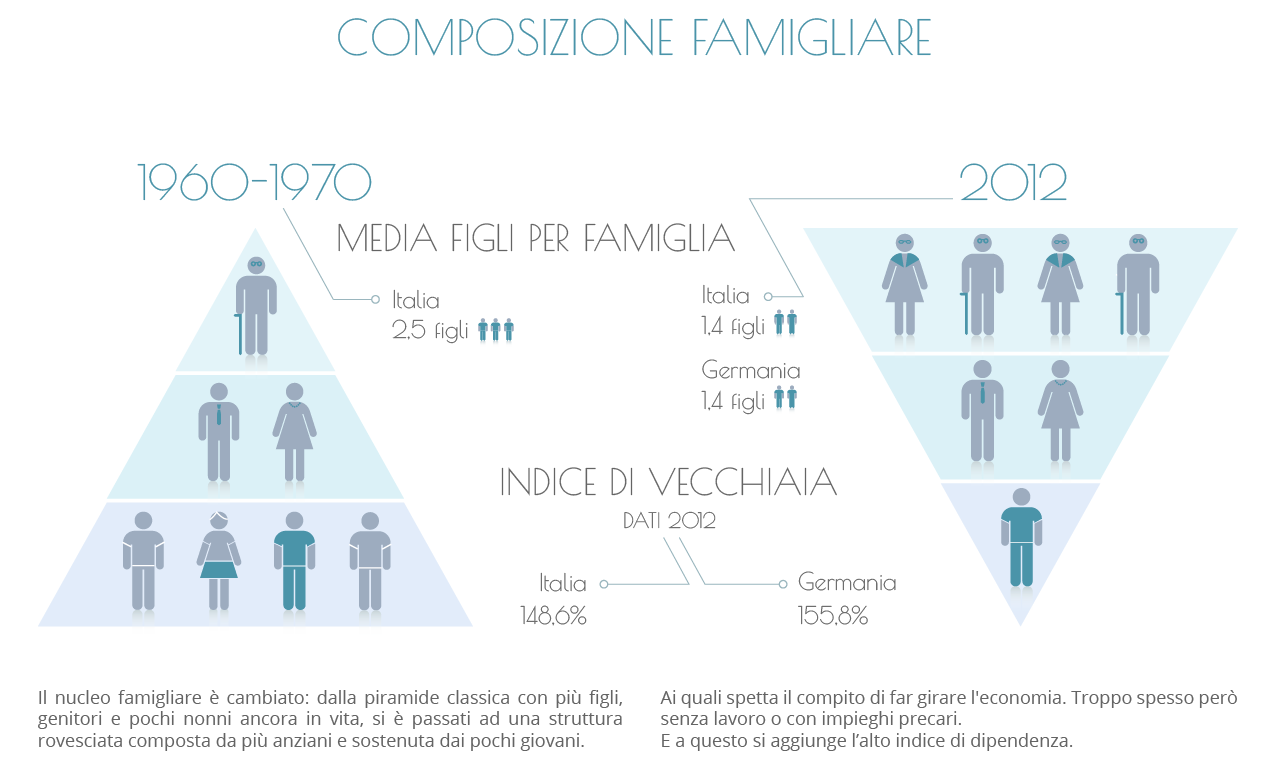 COMPOSIZIONE FAMIGLIARE
1960-1970
2012
MEDIA FIGLI PER FAMIGLIA
Italia
2,5 figli
Italia
1,4 figli
Germania
1,4 figli
INDICE DI VECCHIAIA
DATI 2012
Italia
148,6%
Germania
155,8%
Il nucleo famigliare è cambiato: dalla piramide classica con più figli,
genitori e pochi nonni ancora in vita, si è passati ad una struttura
rovesciata composta da più anziani e sostenuta dai pochi giovani.
Ai quali spetta il compito di far girare l'economia. Troppo spesso però
senza lavoro o con impieghi precari.
E a questo si aggiunge l’alto indice di dipendenza.